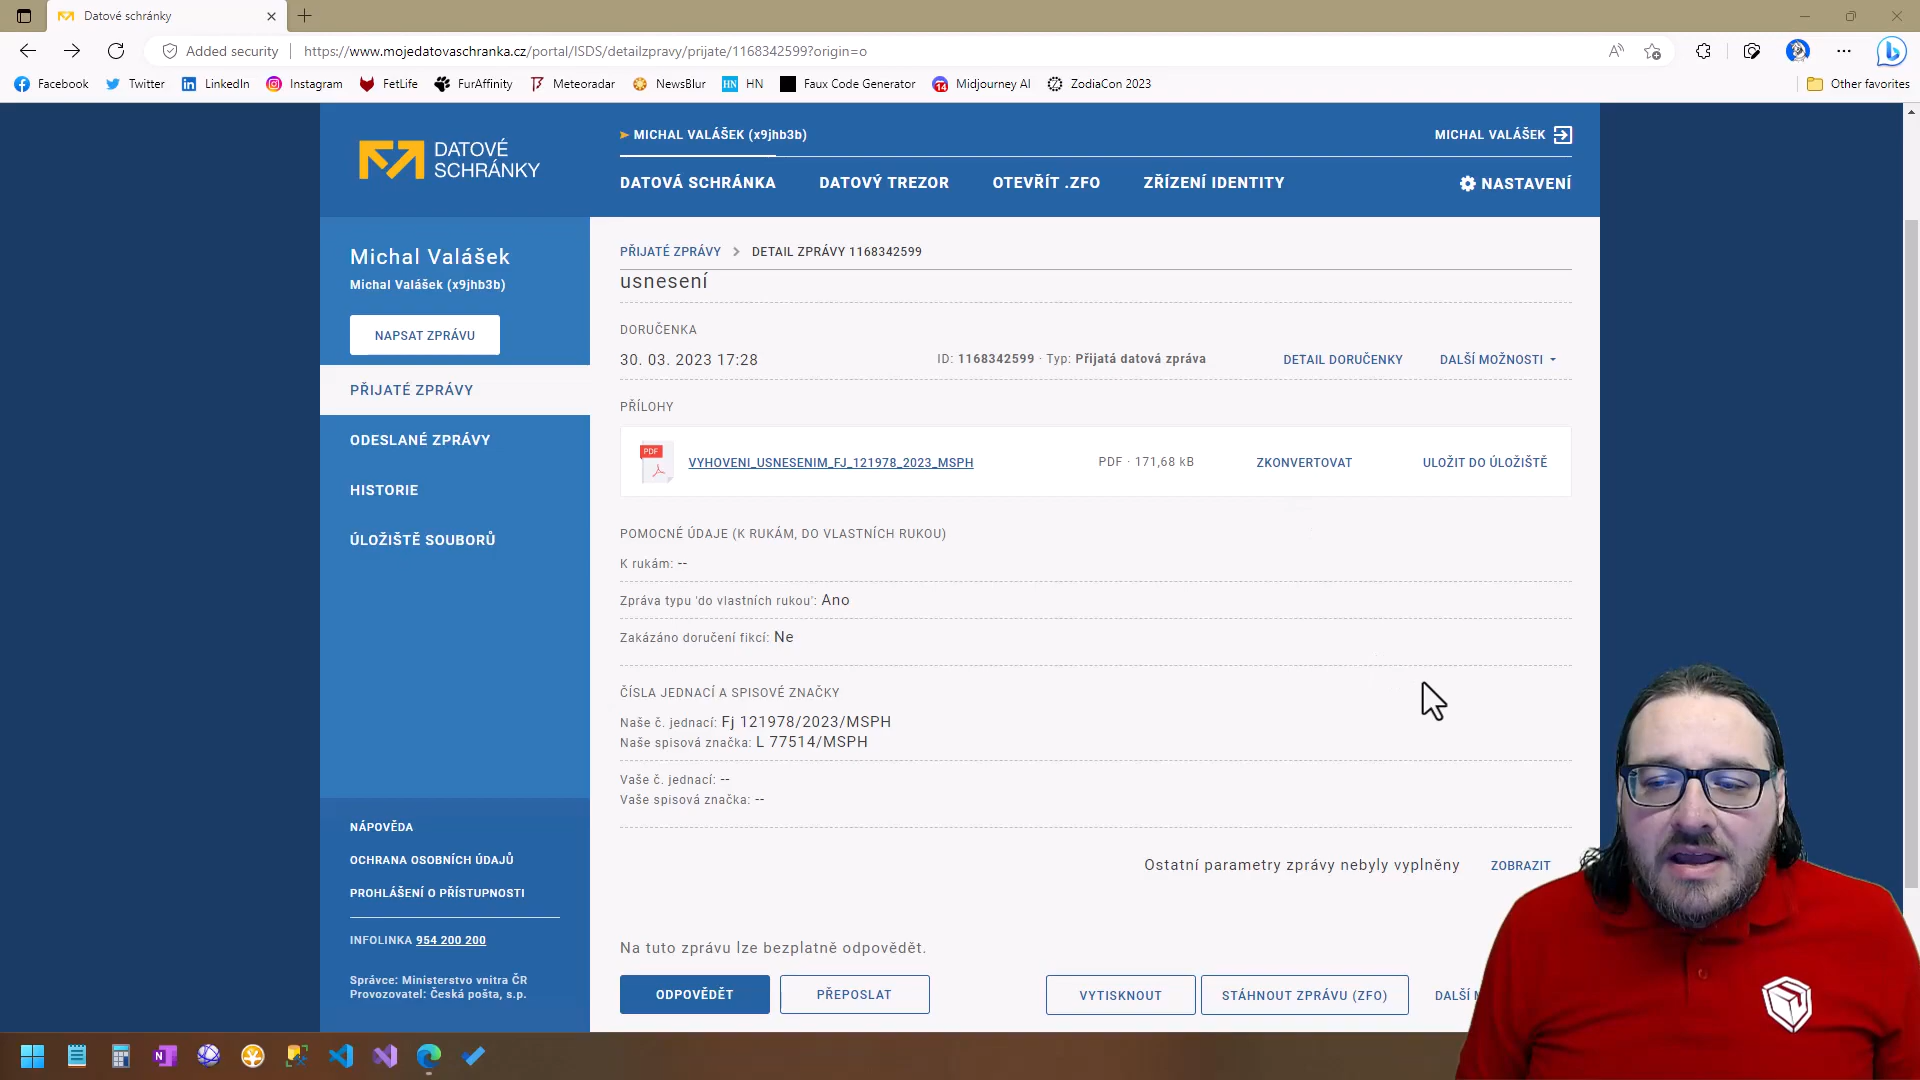 Datové schránky
Added security
https://www.mojedatovaschranka.cz/portal/ISDS/detailzpravy/prijate/1168342599?origin=o
Facebook
Twitter
LinkedIn
Instagram
FetLife
FurAffinity
Meteoradar
NewsBlur
HN HN
Faux Code Generator
14 Midjourney AI
ZodiaCon 2023
Other favorites
DATOVÉ
SCHRÁNKY
MICHAL VALÁŠEK (x9jhb3b)
MICHAL VALÁŠEK
DATOVÁ SCHRÁNKA
DATOVÝ TREZOR
OTEVŘÍT .ZFO
ZŘÍZENÍ IDENTITY
NASTAVENÍ
Michal Valášek
Michal Valášek (x9jhb3b)
NAPSAT ZPRÁVU
PŘIJATÉ ZPRÁVY
ODESLANÉ ZPRÁVY
HISTORIE
ÚLOŽIŠTĚ SOUBORŮ
NÁPOVĚDA
OCHRANA OSOBNÍCH ÚDAJŮ
PROHLÁŠENÍ O PŘÍSTUPNOSTI
INFOLINKA 954 200 200
Správce: Ministerstvo vnitra ČR
Provozovatel: Česká pošta, s.p.
PŘIJATÉ ZPRÁVY > DETAIL ZPRÁVY 1168342599
usnesení
DORUČENKA
30. 03. 2023 17:28
ID: 1168342599 · Typ: Přijatá datová zpráva
DETAIL DORUČENKY
DALŠÍ MOŽNOSTI
PŘÍLOHY
PDF
VYHOVENI_USNESENIM_FJ_121978_2023_MSPH
PDF · 171,68 kB
ZKONVERTOVAT
ULOŽIT DO ÚLOŽIŠTĚ
POMOCNÉ ÚDAJE (K RUKÁM, DO VLASTNÍCH RUKOU)
K rukám: --
Zpráva typu 'do vlastních rukou': Ano
Zakázáno doručení fikcí: Ne
ČÍSLA JEDNACÍ A SPISOVÉ ZNAČKY
Naše č. jednací: Fj 121978/2023/MSPH
Naše spisová značka: L 77514/MSPH
Vaše č. jednací: --
Vaše spisová značka: --
Ostatní parametry zprávy nebyly vyplněny
ZOBRAZIT
Na tuto zprávu lze bezplatně odpovědět.
ODPOVĚDĚT
PŘEPOSLAT
VYTISKNOUT
STÁHNOUT ZPRÁVU (ZFO)
DALŠÍ